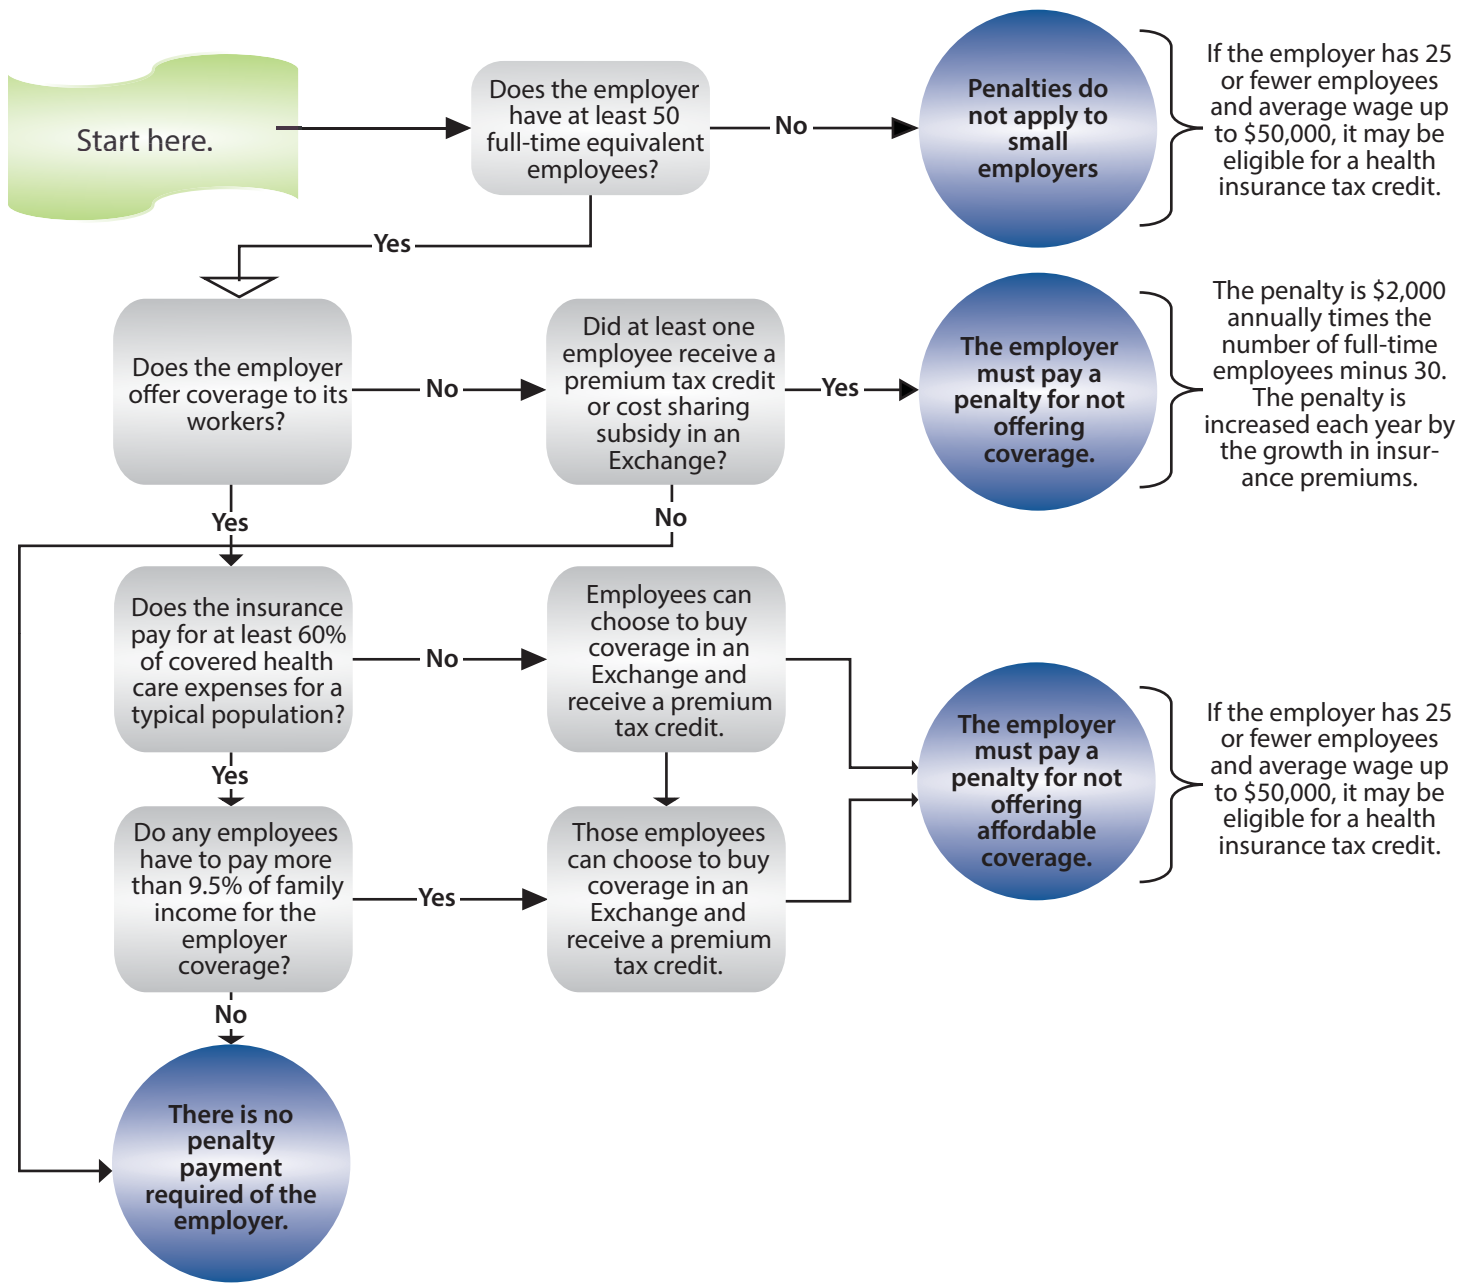 Start here.
Does the employer
have at least 50
full-time equivalent
employees?
No
Penalties do
not apply to
small
employers
If the employer has 25
or fewer employees
and average wage up
to $50,000, it may be
eligible for a health
insurance tax credit.
Yes
Does the employer
offer coverage to its
workers?
No
Did at least one
employee receive a
premium tax credit
or cost sharing
subsidy in an
Exchange?
Yes
The employer
must pay a
penalty for not
offering
coverage.
The penalty is $2,000
annually times the
number of full-time
employees minus 30.
The penalty is
increased each year by
the growth in insur-
ance premiums.
Yes
No
Does the insurance
pay for at least 60%
of covered health
care expenses for a
typical population?
No
Employees can
choose to buy
coverage in an
Exchange and
receive a premium
tax credit.
The employer
must pay a
penalty for not
offering
affordable
coverage.
If the employer has 25
or fewer employees
and average wage up
to $50,000, it may be
eligible for a health
insurance tax credit.
Yes
Do any employees
have to pay more
than 9.5% of family
income for the
employer
coverage?
Yes
Those employees
can choose to buy
coverage in an
Exchange and
receive a premium
tax credit.
No
There is no
penalty
payment
required of the
employer.